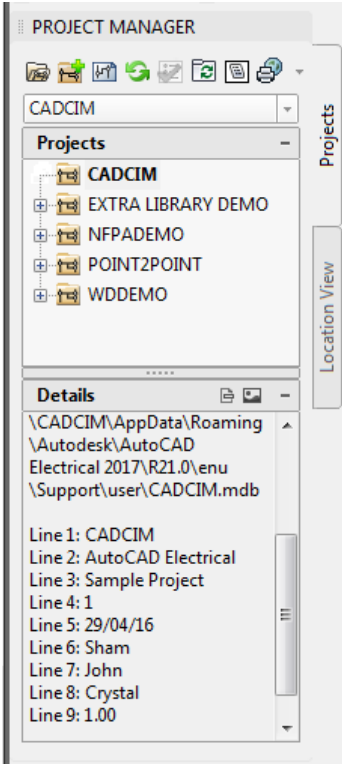 PROJECT MANAGER
CADCIM
Projects
CADCIM
EXTRA LIBRARY DEMO
NFPADEMO
POINT2POINT
WDDEMO
Details
\CADCIM\AppData\Roaming
\Autodesk\AutoCAD
Electrical 2017\R21.0\enu
\Support\user\CADCIM.mdb
Line 1: CADCIM
Line 2: AutoCAD Electrical
Line 3: Sample Project
Line 4: 1
Line 5: 29/04/16
Line 6: Sham
Line 7: John
Line 8: Crystal
Line 9: 1.00
Projects
Location View